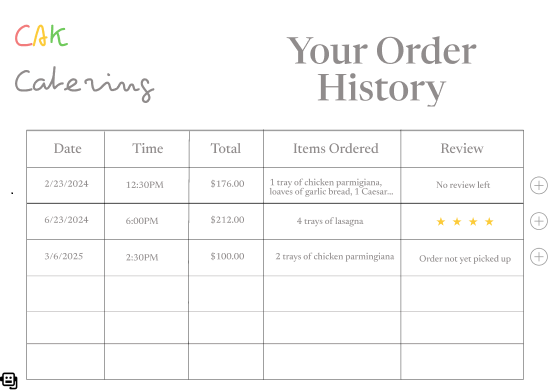 CAK
Catering
Your Order
History
Date Time Total Items Ordered Review
2/23/2024 12:30PM $176.00 1 tray of chicken parmigiana, No review left
loaves of garlic bread, 1 Caesar...
6/23/2024 6:00PM $212.00 4 trays of lasagna
3/6/2025 2:30PM $100.00 2 trays of chicken parmingiana Order not yet picked up